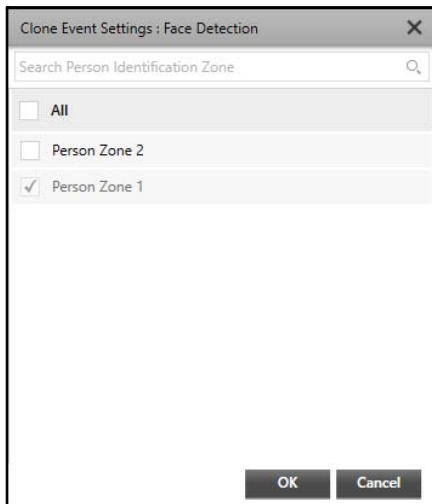 Clone Event Settings : Face Detection
Search Person Identification Zone
All
Person Zone 2
Person Zone 1
OK Cancel